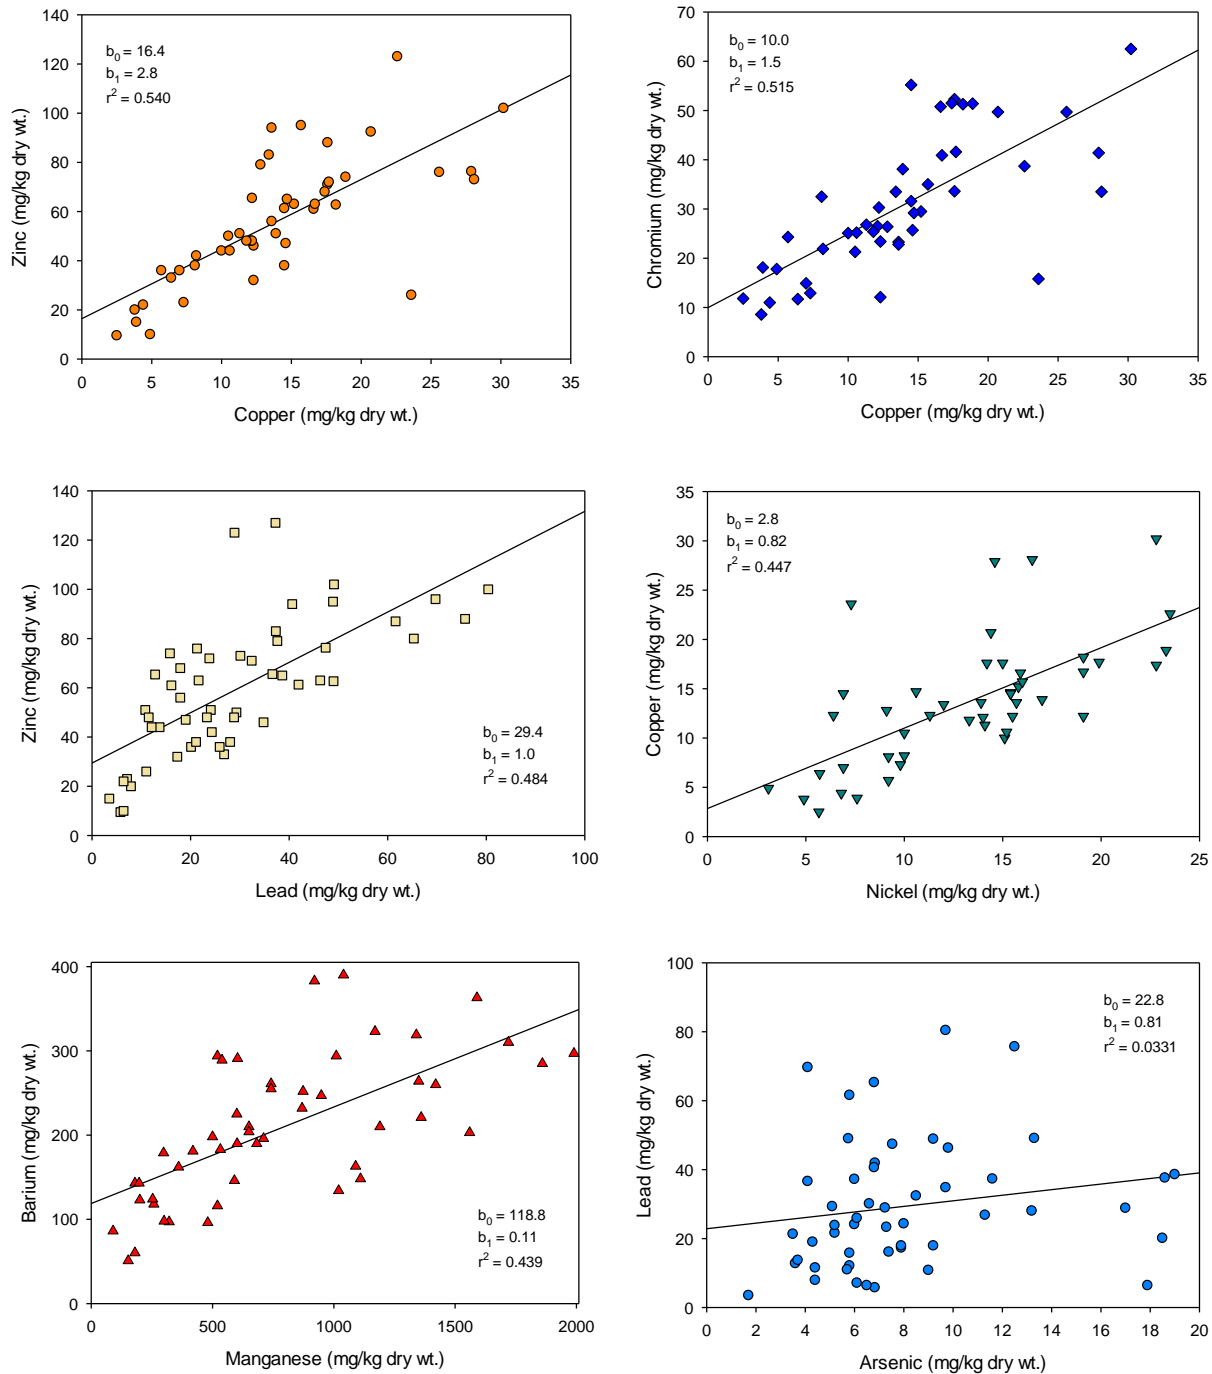 140
120
100
80
60
40
20
0
Zinc (mg/kg dry wt.)
b0 = 16.4
b1 = 2.8
r2 = 0.540
0 5 10 15 20 25 30 35
Copper (mg/kg dry wt.)
70
60
50
40
30
20
10
0
Chromium (mg/kg dry wt.)
b0 = 10.0
b1 = 1.5
r2 = 0.515
0 5 10 15 20 25 30 35
Copper (mg/kg dry wt.)
140
120
100
80
60
40
20
0
Zinc (mg/kg dry wt.)
b0 = 29.4
b1 = 1.0
r2 = 0.484
0 20 40 60 80 100
Lead (mg/kg dry wt.)
35
30
25
20
15
10
5
0
Copper (mg/kg dry wt.)
b0 = 2.8
b1 = 0.82
r2 = 0.447
0 5 10 15 20 25
Nickel (mg/kg dry wt.)
400
300
200
100
0
Barium (mg/kg dry wt.)
b0 = 118.8
b1 = 0.11
r2 = 0.439
0 500 1000 1500 2000
Manganese (mg/kg dry wt.)
100
80
60
40
20
0
Lead (mg/kg dry wt.)
b0 = 22.8
b1 = 0.81
r2 = 0.0331
0 2 4 6 8 10 12 14 16 18 20
Arsenic (mg/kg dry wt.)